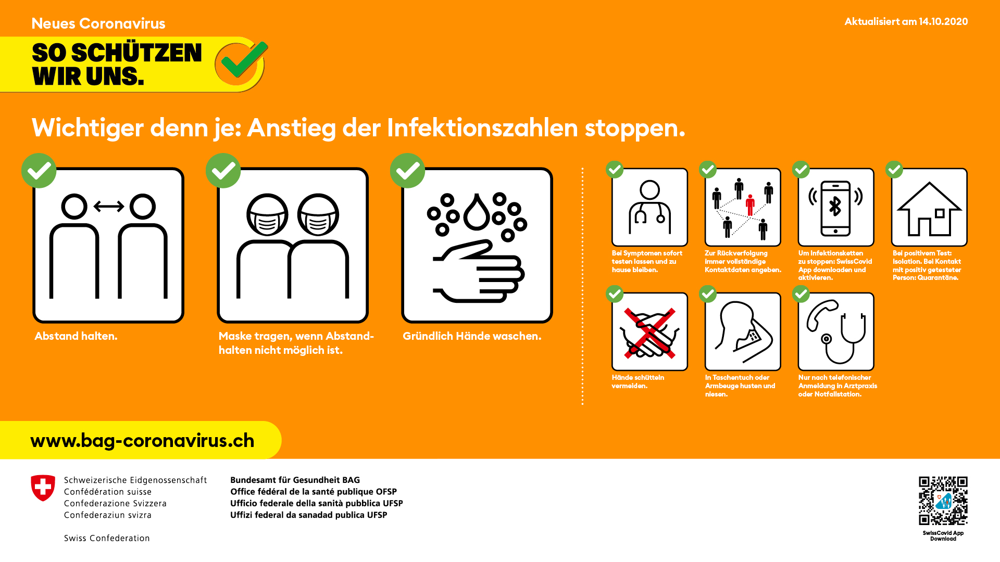 Neues Coronavirus
Aktualisiert am 14.10.2020
SO SCHÜTZEN
WIR UNS.
Wichtiger denn je: Anstieg der Infektionszahlen stoppen.
Abstand halten.
Maske tragen, wenn Abstand-
halten nicht möglich ist.
Gründlich Hände waschen.
Bei Symptomen sofort
testen lassen und zu
hause bleiben.
Zur Rückverfolgung
immer vollständige
Kontaktdaten angeben.
Um Infektionsketten
zu stoppen: SwissCovid
App downloaden und
aktivieren.
Bei positivem Test:
Isolation. Bei Kontakt
mit positiv getesteter
Person: Quarantäne.
Hände schütteln
vermeiden.
In Taschentuch oder
Armbeuge husten und
niesen.
Nur nach telefonischer
Anmeldung in Arztpraxis
oder Notfallstation.
www.bag-coronavirus.ch
Schweizerische Eidgenossenschaft
Confédération suisse
Confederazione Svizzera
Confederaziun svizra
Swiss Confederation
Bundesamt für Gesundheit BAG
Office fédéral de la santé publique OFSP
Ufficio federale della sanità pubblica UFSP
Uffizi federal da sanadad publica UFSP
SwissCovid App
Download